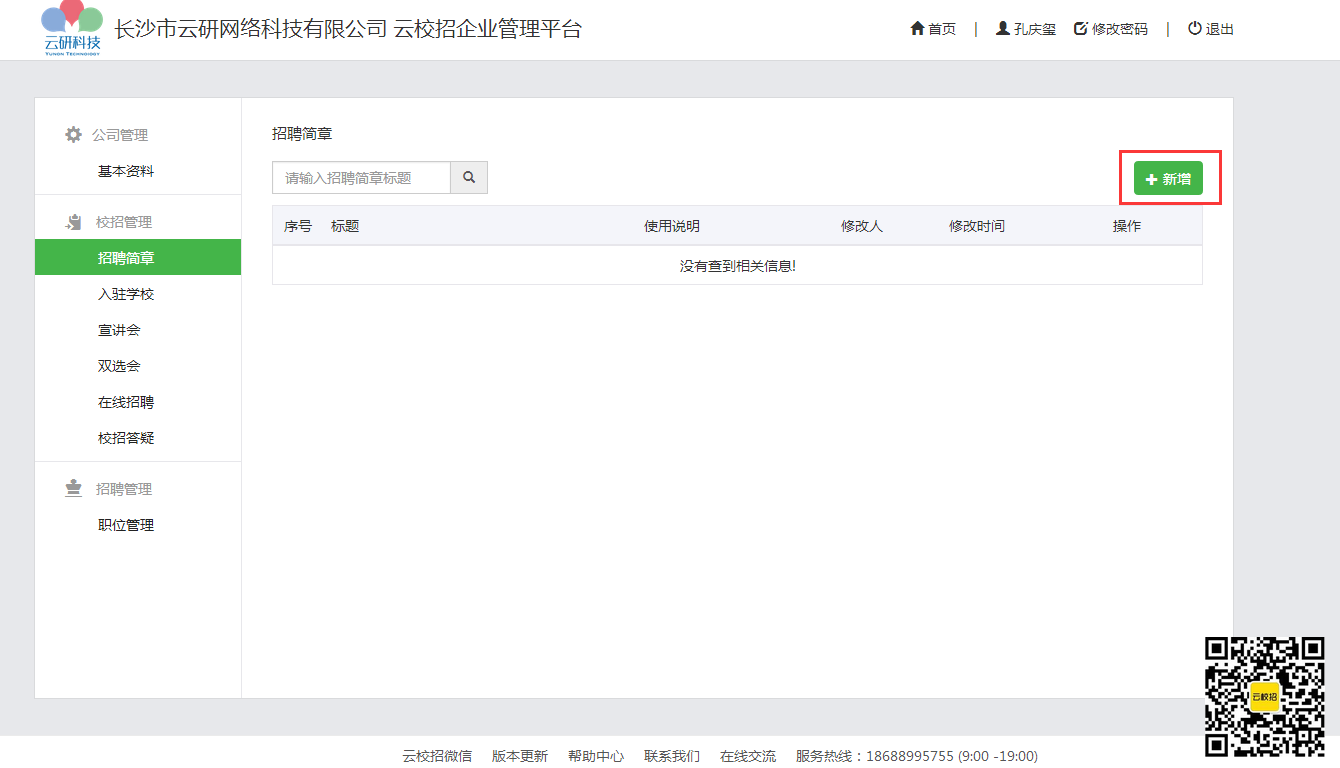 云研科技
YUNON TECHNOLOGY
长沙市云研网络科技有限公司 云校招企业管理平台
首页 | 孔庆玺 修改密码 | 退出
公司管理
基本资料
校招管理
招聘简章
入驻学校
宣讲会
双选会
在线招聘
校招答疑
招聘管理
职位管理
招聘简章
请输入招聘简章标题
新增
序号 标题 使用说明 修改人 修改时间 操作
没有查到相关信息!
云校招
云校招微信 版本更新 帮助中心 联系我们 在线交流 服务热线：18688995755 (9:00 -19:00)